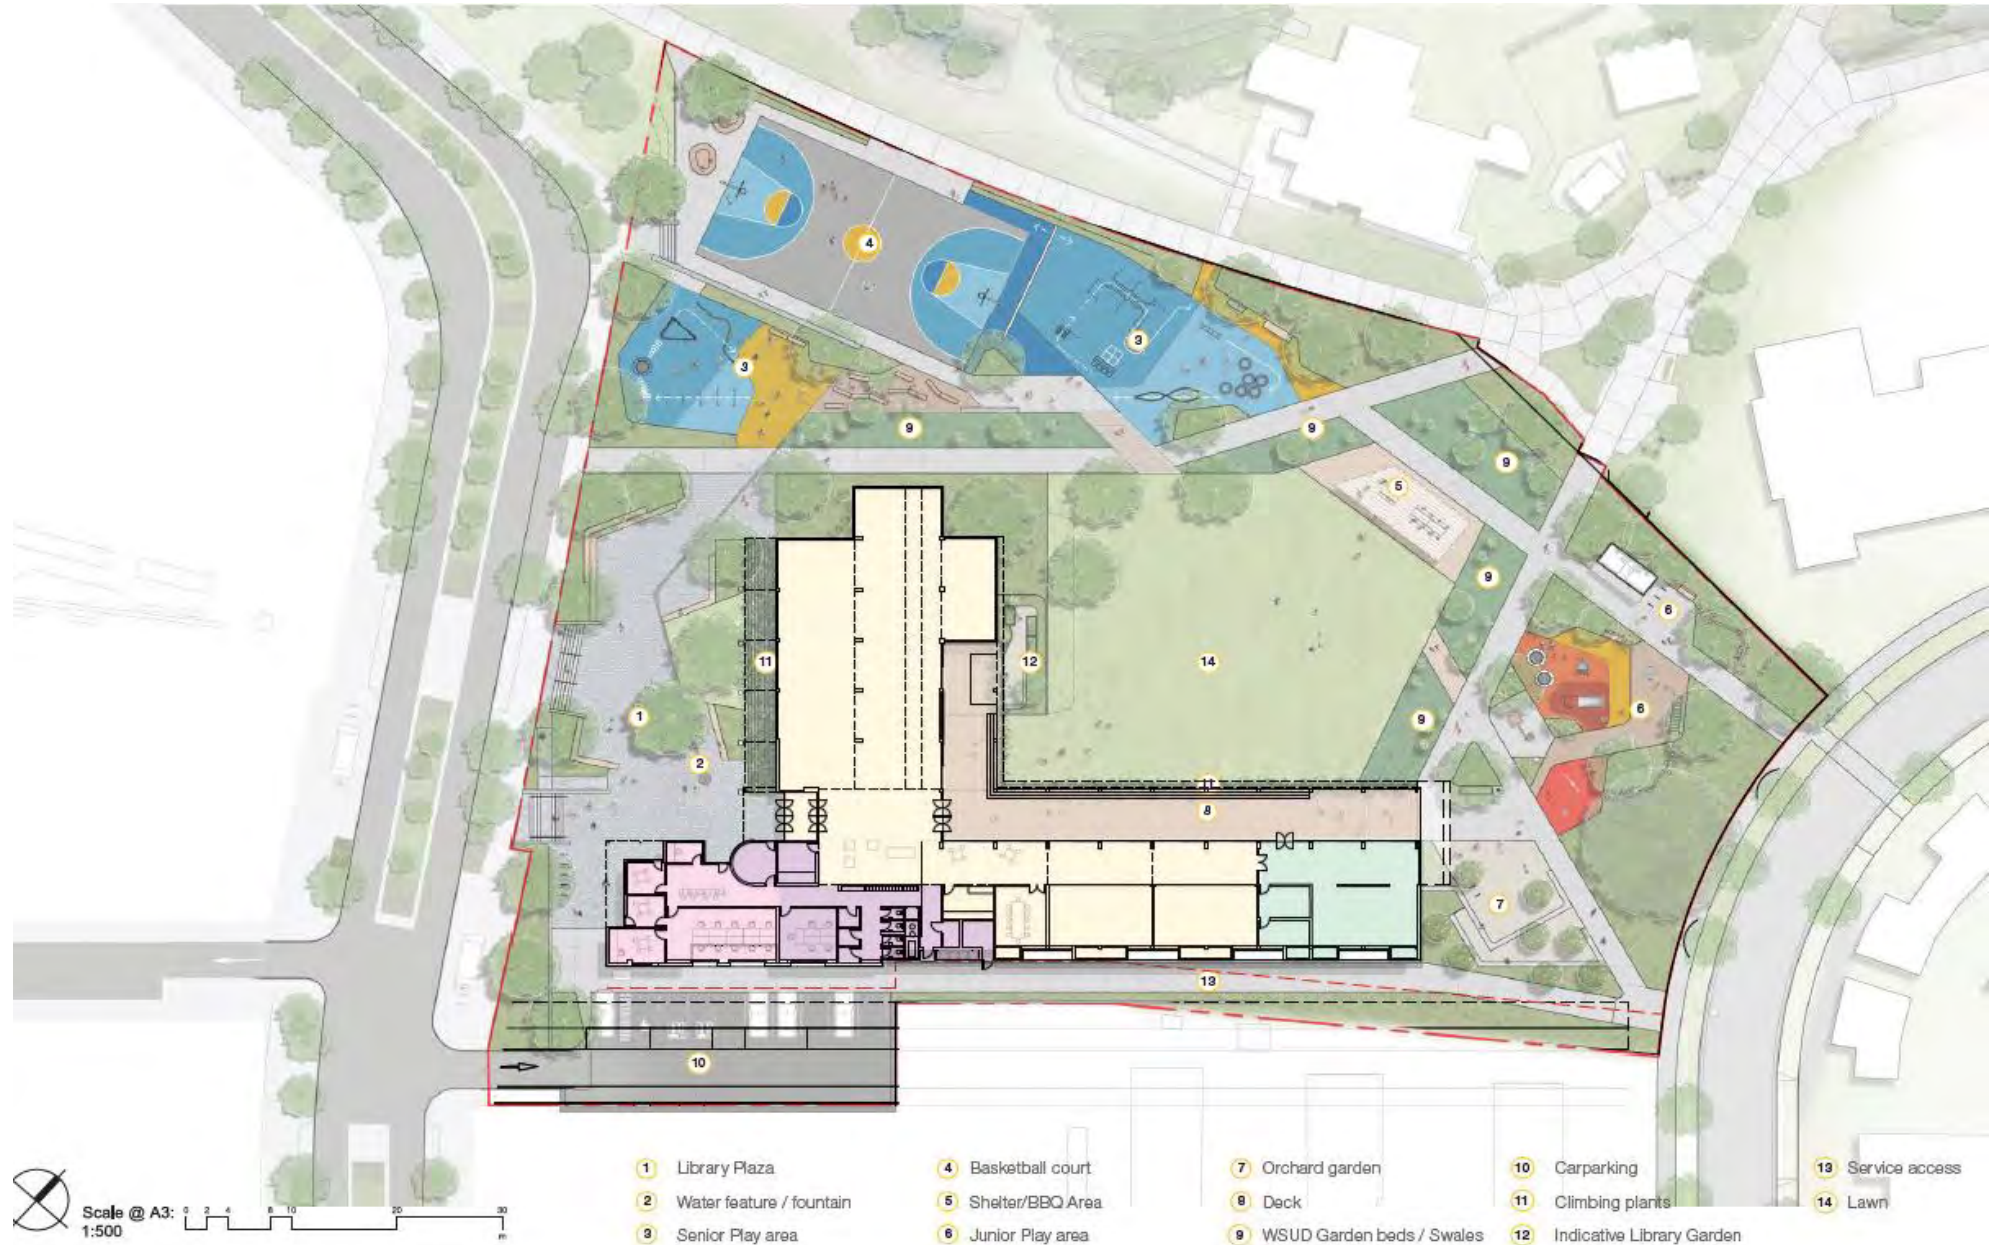 4
3
3
9
9
9
5
9
6
11
12
14
1
9
6
2
11
8
7
13
10
Scale @ A3:
1:500
0 2 4 8 10 20 30
m
1 Library Plaza
2 Water feature / fountain
3 Senior Play area
4 Basketball court
5 Shelter/BBQ Area
6 Junior Play area
7 Orchard garden
8 Deck
9 WSUD Garden beds / Swales
10 Carparking
11 Climbing plants
12 Indicative Library Garden
13 Service access
14 Lawn